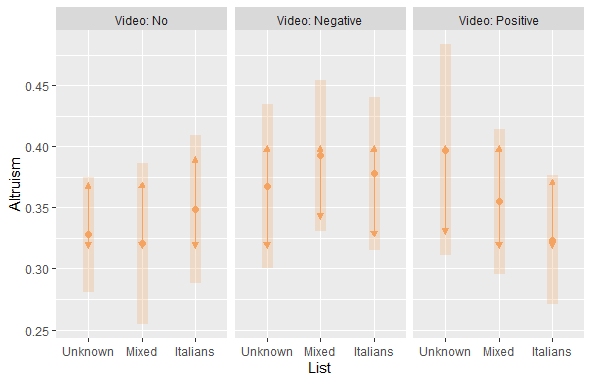 Video: No Video: Negative Video: Positive
Altruism
0.45
0.40
0.35
0.30
0.25
Unknown Mixed Italians Unknown Mixed Italians Unknown Mixed Italians
List